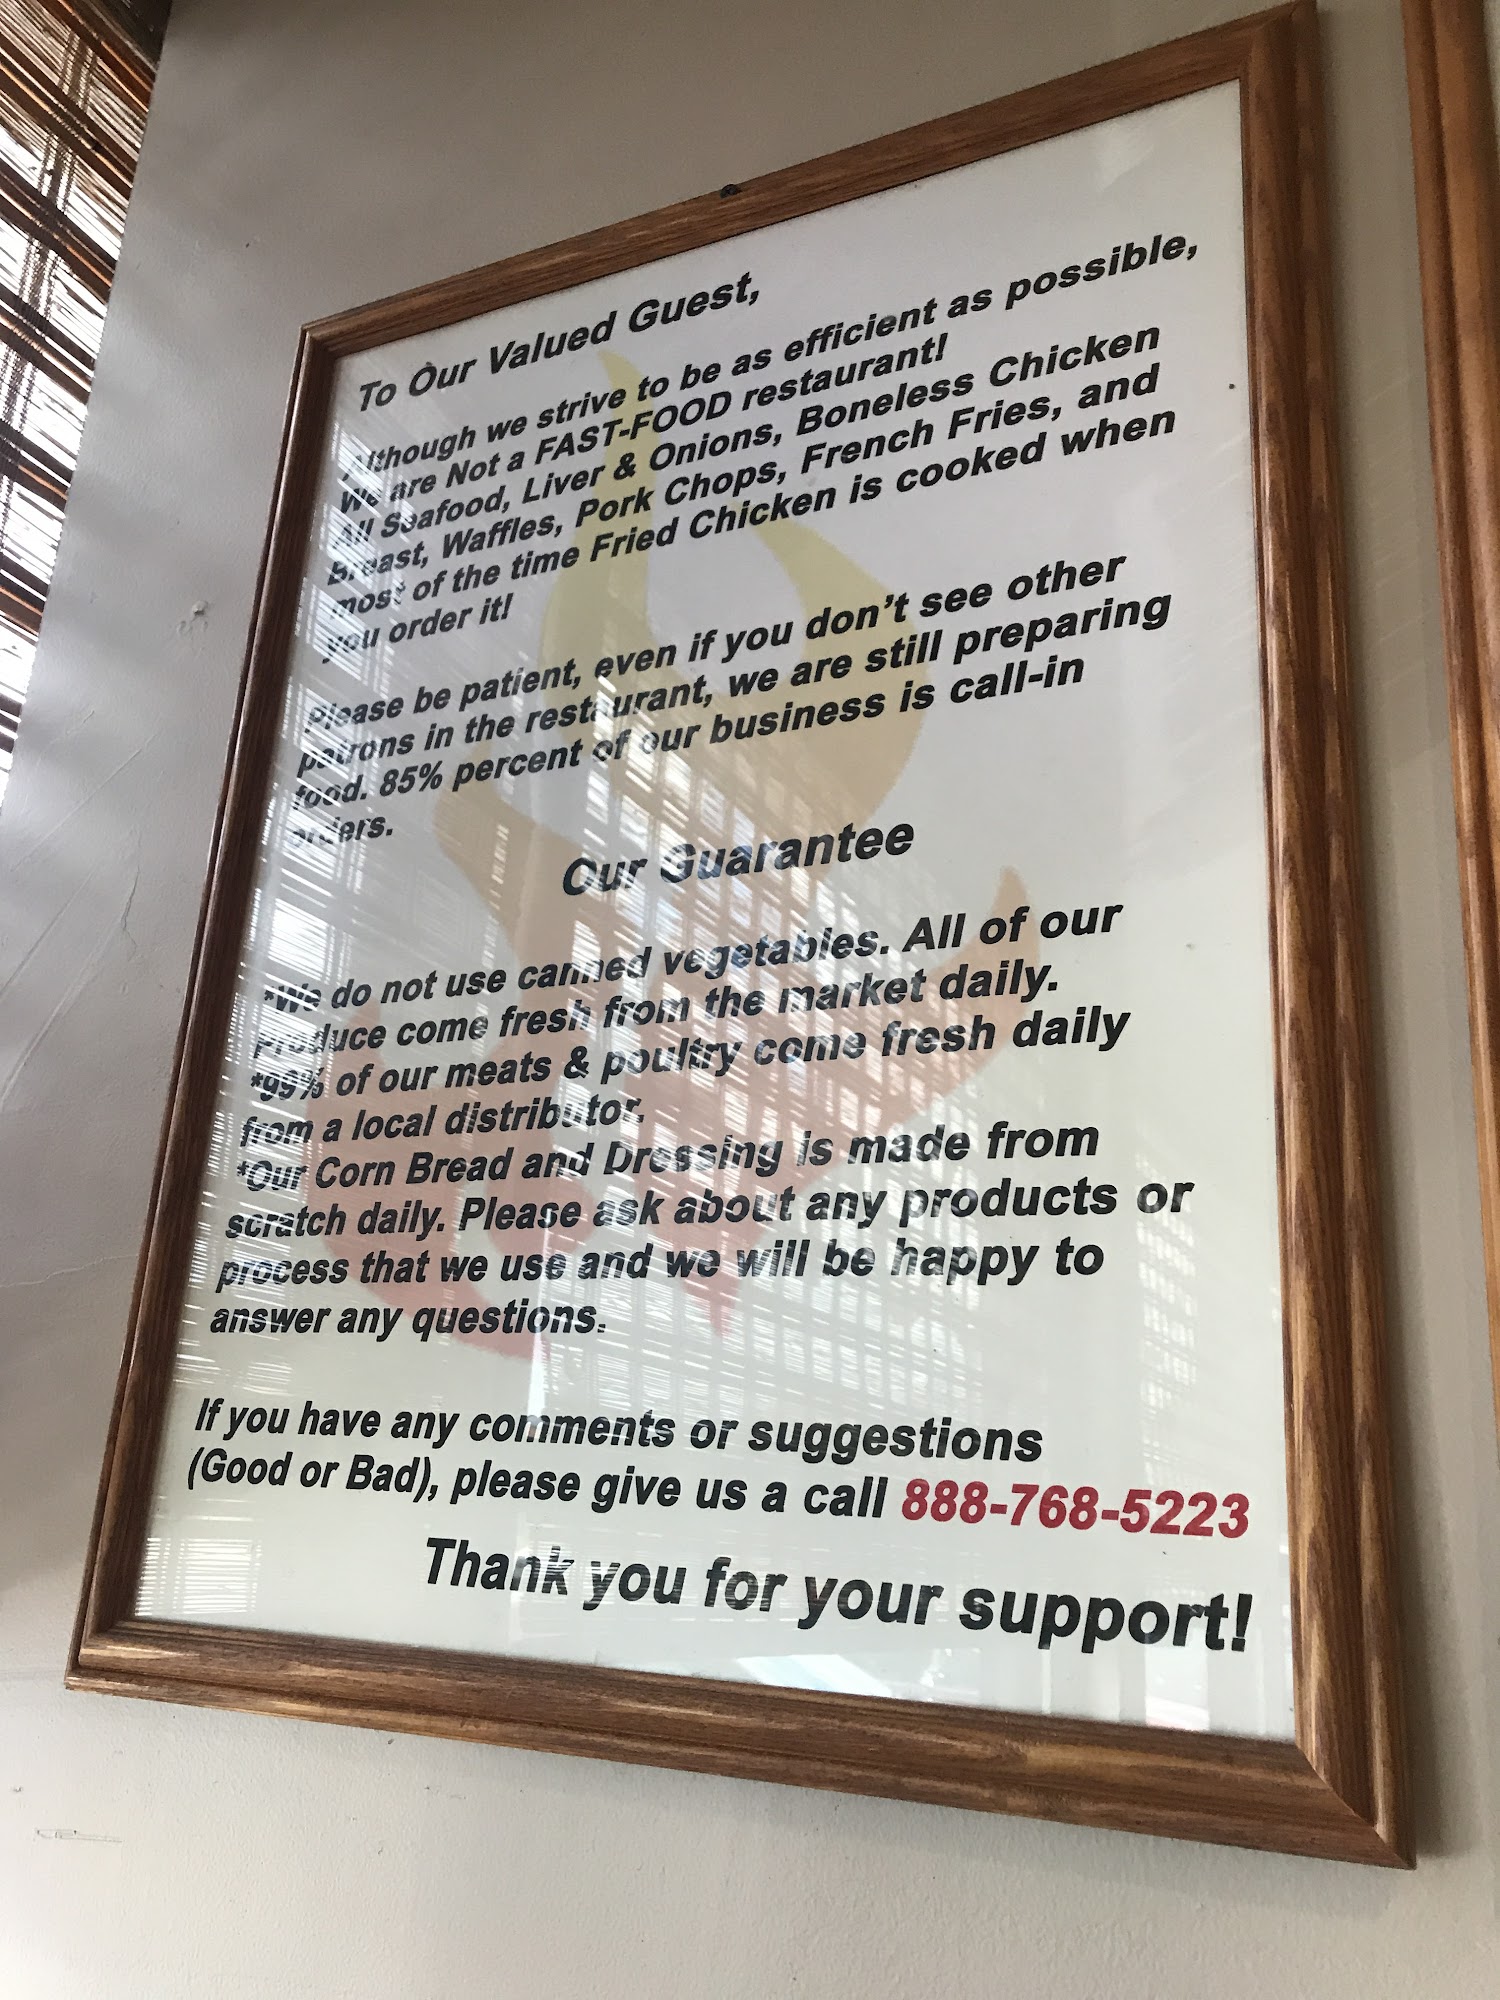 To Our Valued Guest,
Although we strive to be as efficient as possible,
We are Not a FAST-FOOD restaurant!
All Seafood, Liver & Onions, Boneless Chicken
Breast, Waffles, Pork Chops, French Fries, and
most of the time Fried Chicken is cooked when
you order it!
Please be patient, even if you don't see other
patrons in the restaurant, we are still preparing
food. 85% percent of our business is call-in
orders.
Our Guarantee
*We do not use canned vegetables. All of our
Produce come fresh from the market daily.
*99% of our meats & poultry come fresh daily
from a local distributor.
*Our Corn Bread and Dressing is made from
scratch daily. Please ask about any products or
process that we use and we will be happy to
answer any questions.
If you have any comments or suggestions
(Good or Bad), please give us a call 888-768-5223
Thank you for your support!